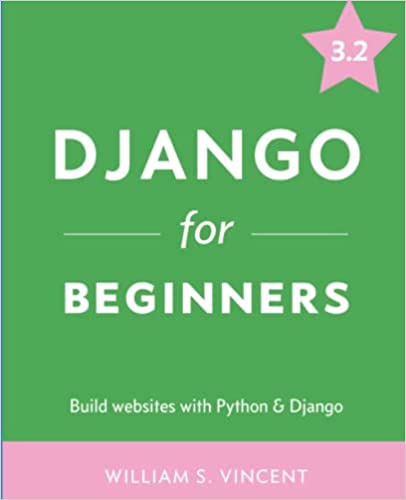 3.2
DJANGO
for
BEGINNERS
Build websites with Python & Django
WILLIAM S. VINCENT